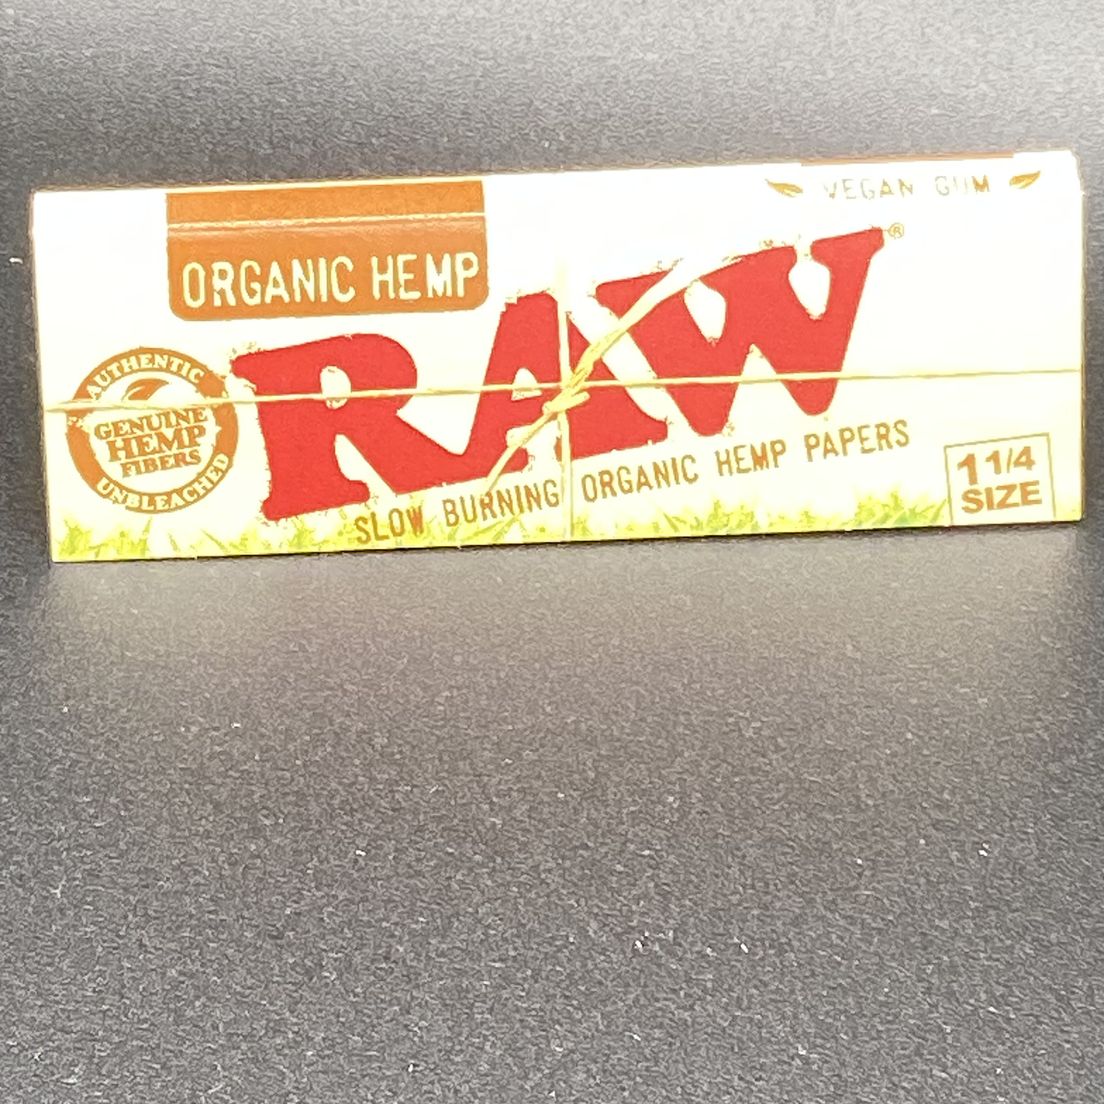 VEGAN GUM
ORGANIC HEMP
RAW®
AUTHENTIC
GENUINE
HEMP
FIBERS
UNBLEACHED
SLOW BURNING ORGANIC HEMP PAPERS
1 1/4
SIZE